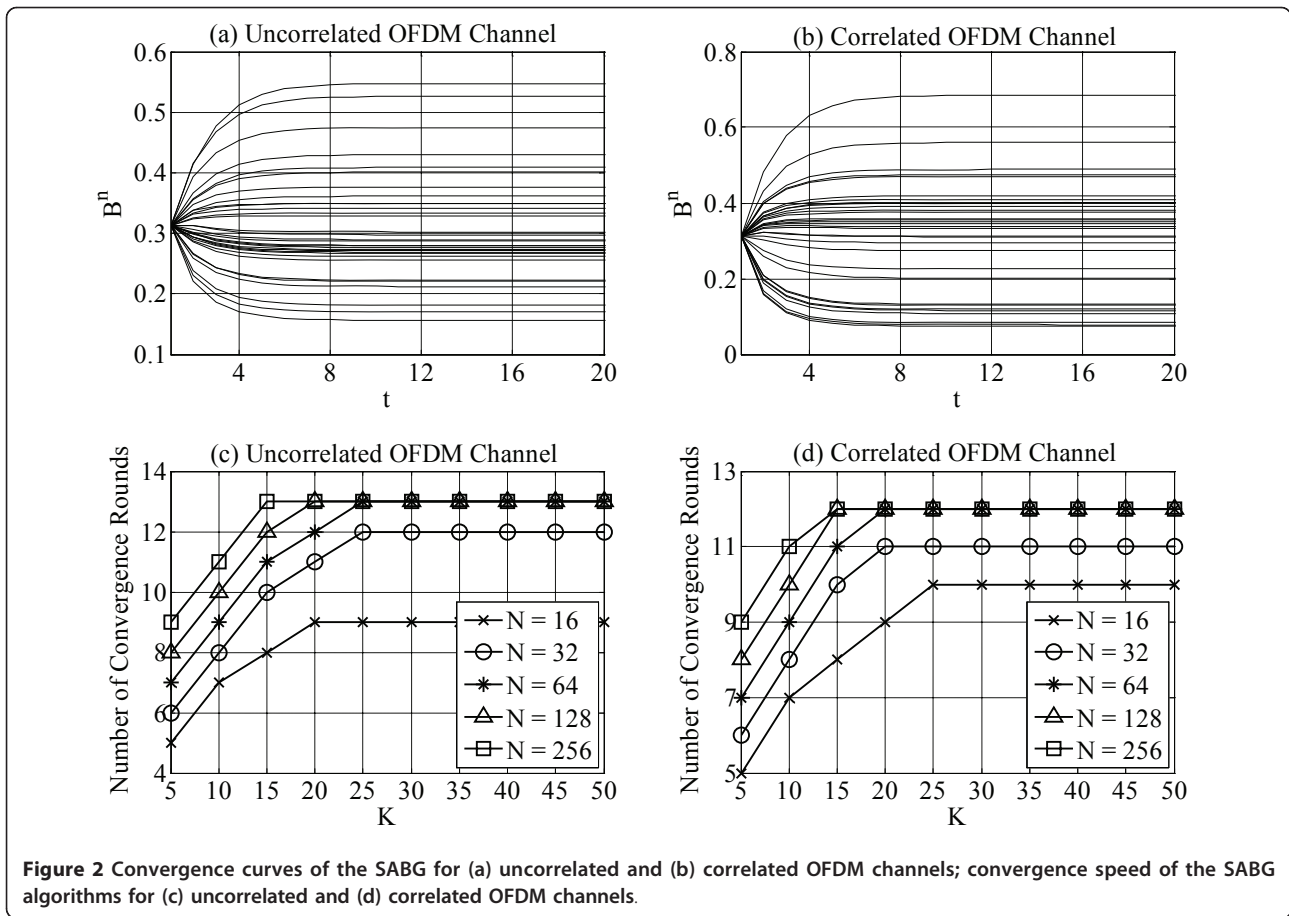 (a) Uncorrelated OFDM Channel
0.6
0.5
0.4
0.3
0.2
0.1
B^n
4 8 12 16 20
t
(b) Correlated OFDM Channel
0.8
0.6
0.4
0.2
0
B^n
4 8 12 16 20
t
(c) Uncorrelated OFDM Channel
14
12
10
8
6
4
Number of Convergence Rounds
5 10 15 20 25 30 35 40 45 50
K
N = 16
N = 32
N = 64
N = 128
N = 256
(d) Correlated OFDM Channel
13
11
9
7
5
Number of Convergence Rounds
5 10 15 20 25 30 35 40 45 50
K
N = 16
N = 32
N = 64
N = 128
N = 256
Figure 2 Convergence curves of the SABG for (a) uncorrelated and (b) correlated OFDM channels; convergence speed of the SABG
algorithms for (c) uncorrelated and (d) correlated OFDM channels.